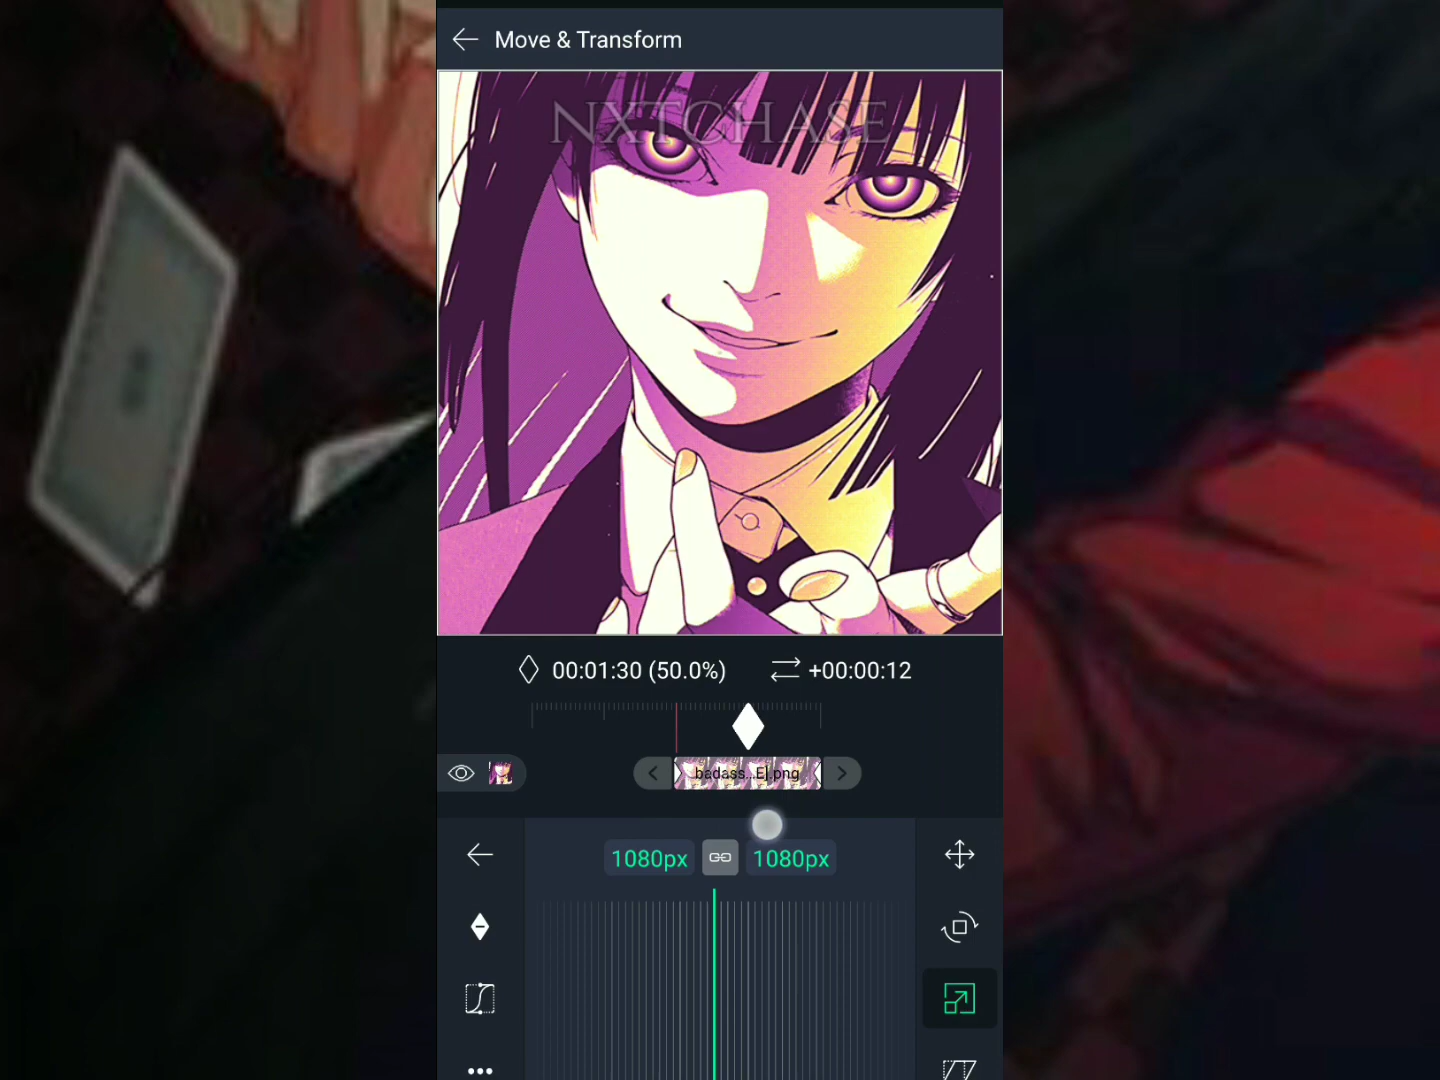 Move & Transform
NXTCHASE
00:01:30 (50.0%) +00:00:12
badass...E].png
1080px 1080px